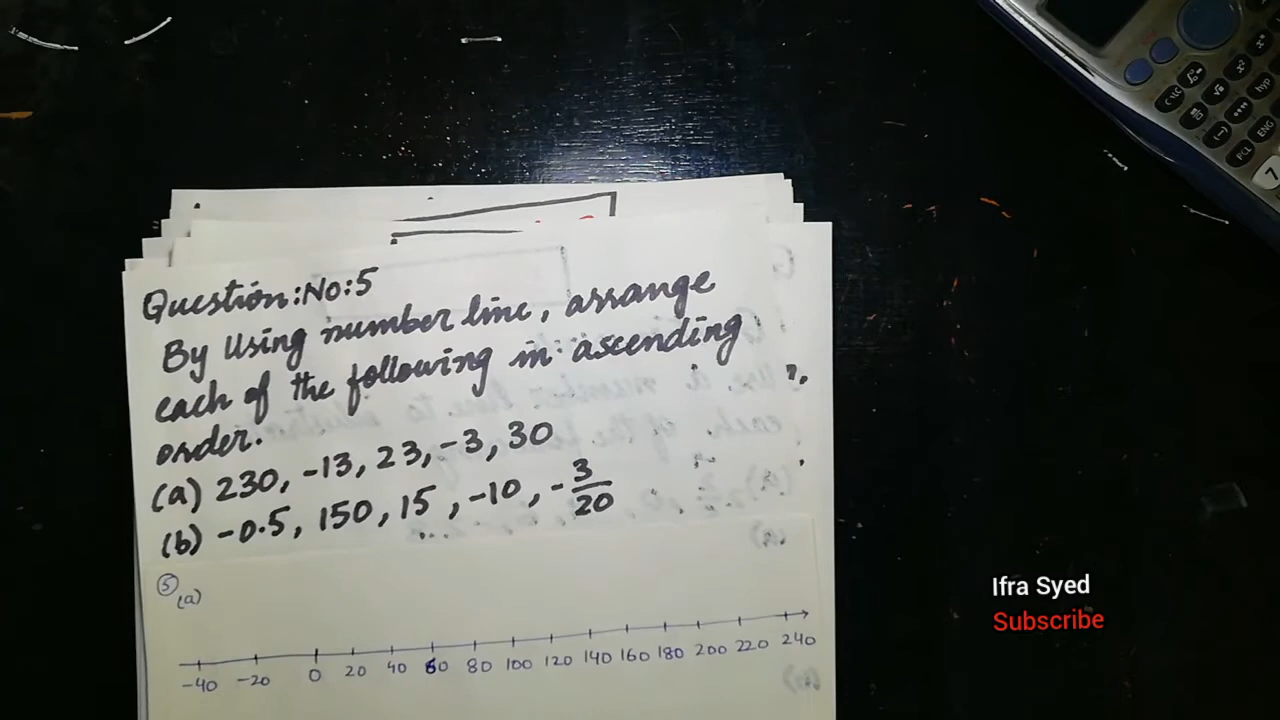 Question:No:5
By Using number line, arrange
each of the following in ascending
order.
(a) 230, -13, 23, -3, 30
(b) -0.5, 150, 15, -10, -3/20
5 (a)
-40 -20 0 20 40 60 80 100 120 140 160 180 200 220 240
Ifra Syed
Subscribe